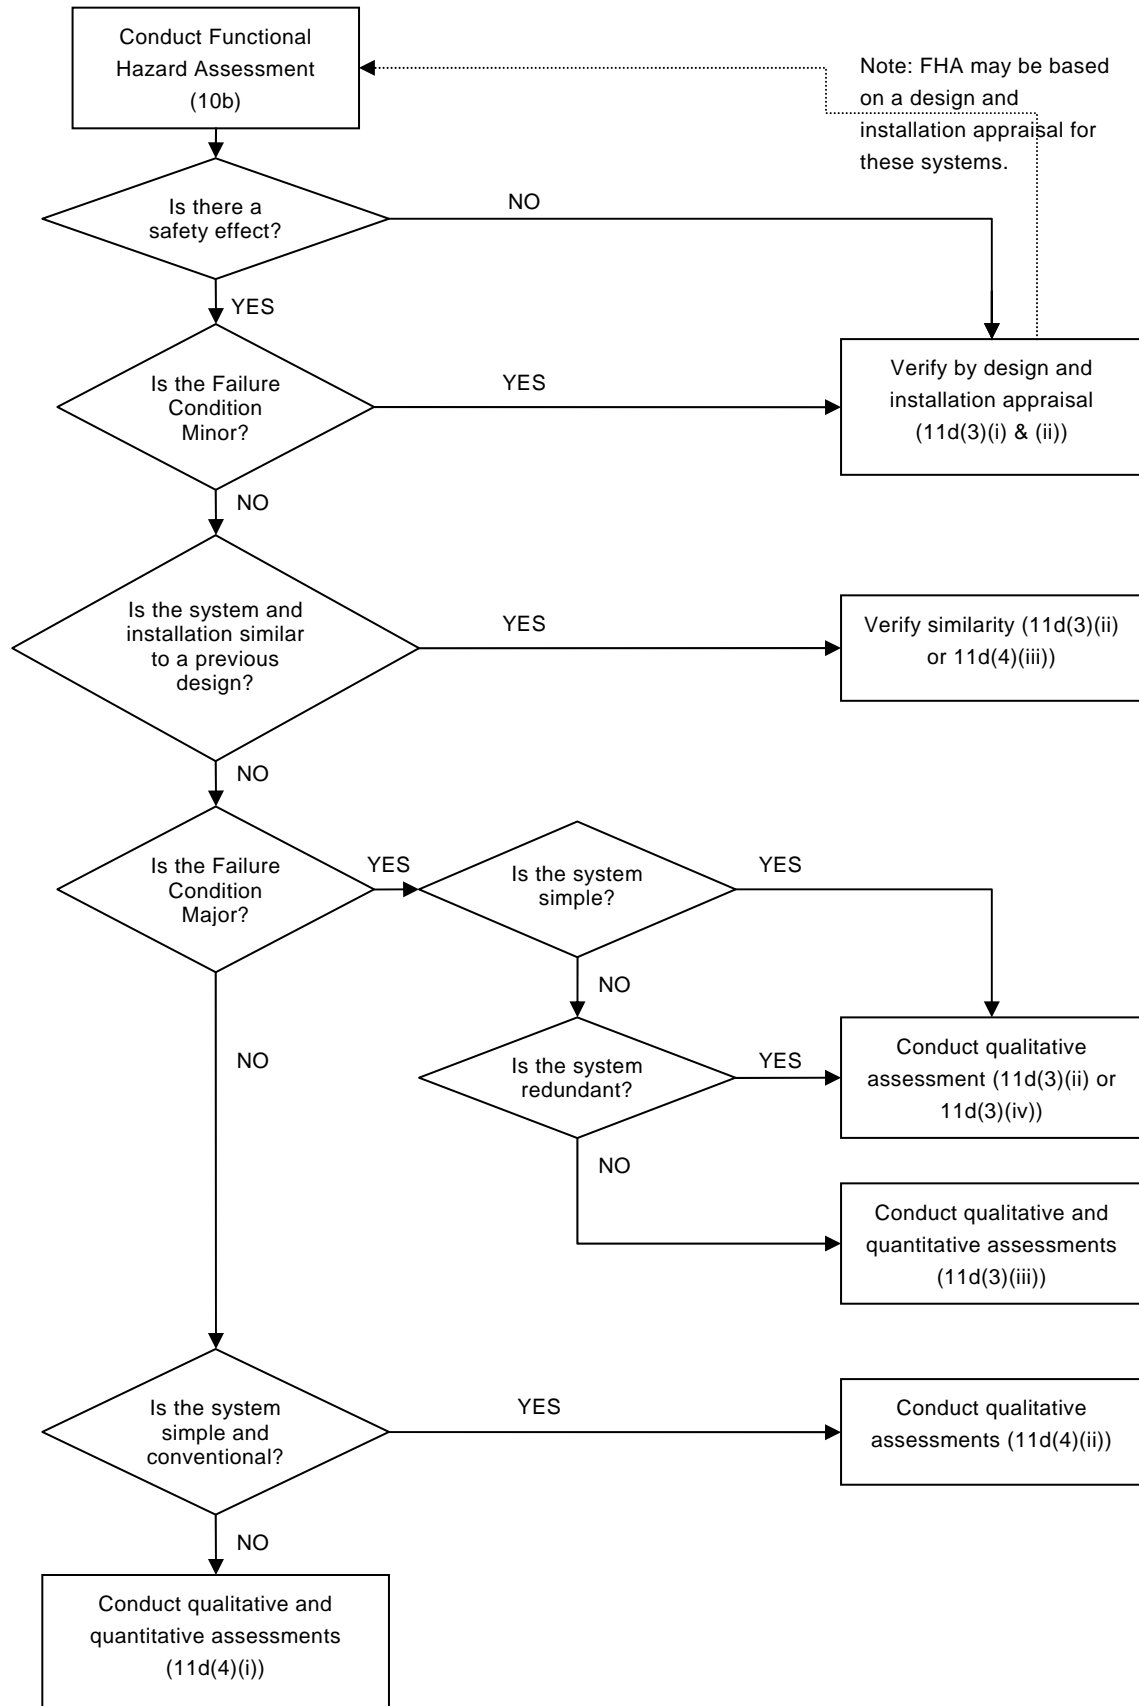 Conduct Functional
Hazard Assessment
(10b)
Note: FHA may be based
on a design and
installation appraisal for
these systems.
Is there a
safety effect?
NO
YES
Is the Failure
Condition
Minor?
YES
Verify by design and
installation appraisal
(11d(3)(i) & (ii))
NO
Is the system and
installation similar
to a previous
design?
YES
Verify similarity (11d(3)(ii)
or 11d(4)(iii))
NO
Is the Failure
Condition
Major?
YES
Is the system
simple?
YES
NO
NO
Is the system
redundant?
YES
Conduct qualitative
assessment (11d(3)(ii) or
11d(3)(iv))
NO
Conduct qualitative and
quantitative assessments
(11d(3)(iii))
Is the system
simple and
conventional?
YES
Conduct qualitative
assessments (11d(4)(ii))
NO
Conduct qualitative and
quantitative assessments
(11d(4)(i))